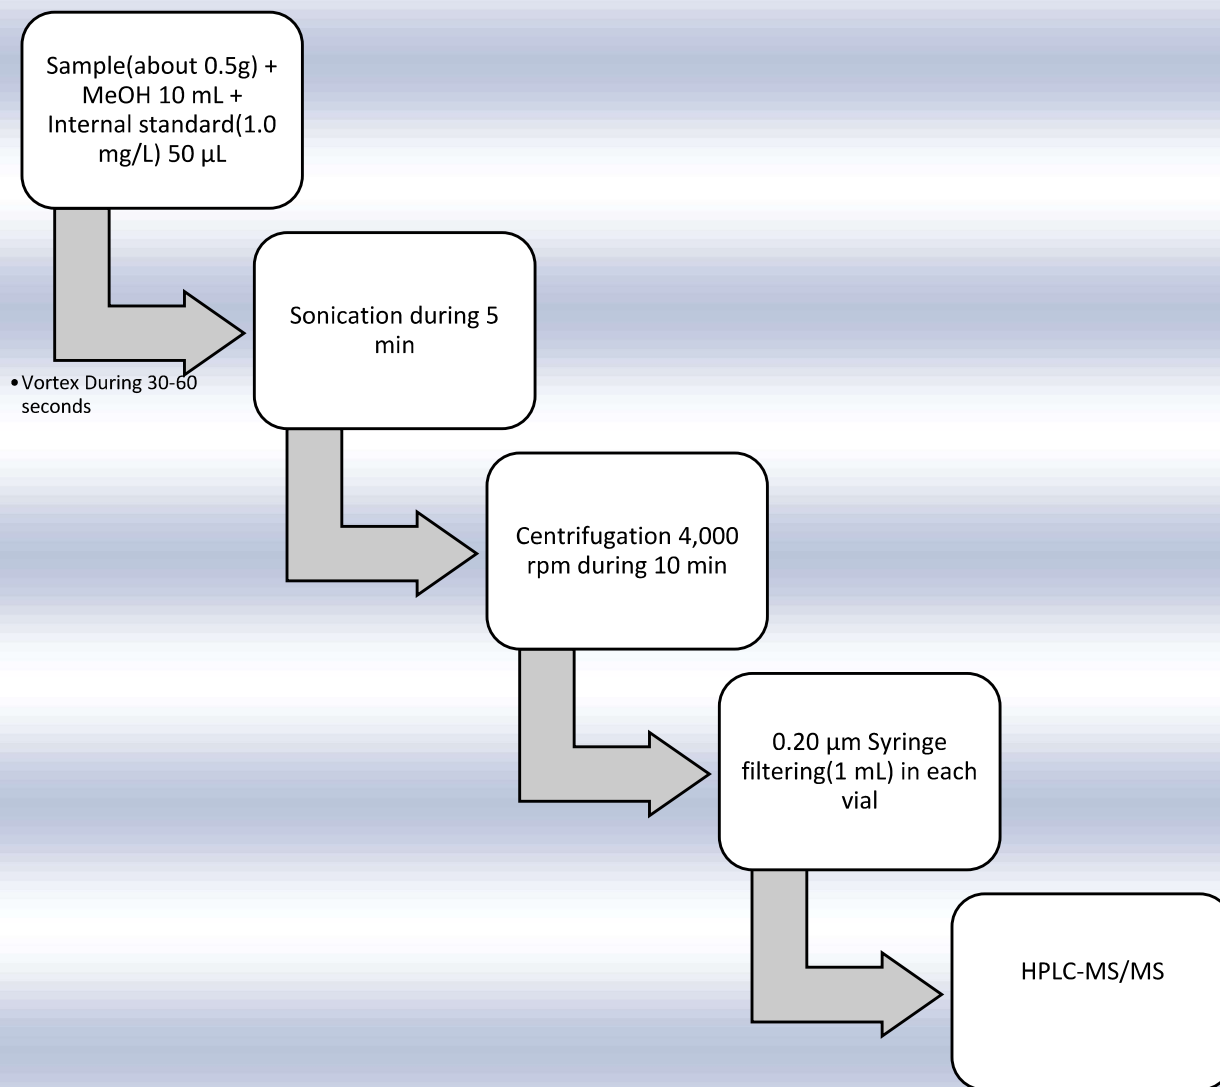 Sample(about 0.5g) +
MeOH 10 mL +
Internal standard(1.0
mg/L) 50 µL
•Vortex During 30-60
seconds
Sonication during 5
min
Centrifugation 4,000
rpm during 10 min
0.20 µm Syringe
filtering(1 mL) in each
vial
HPLC-MS/MS